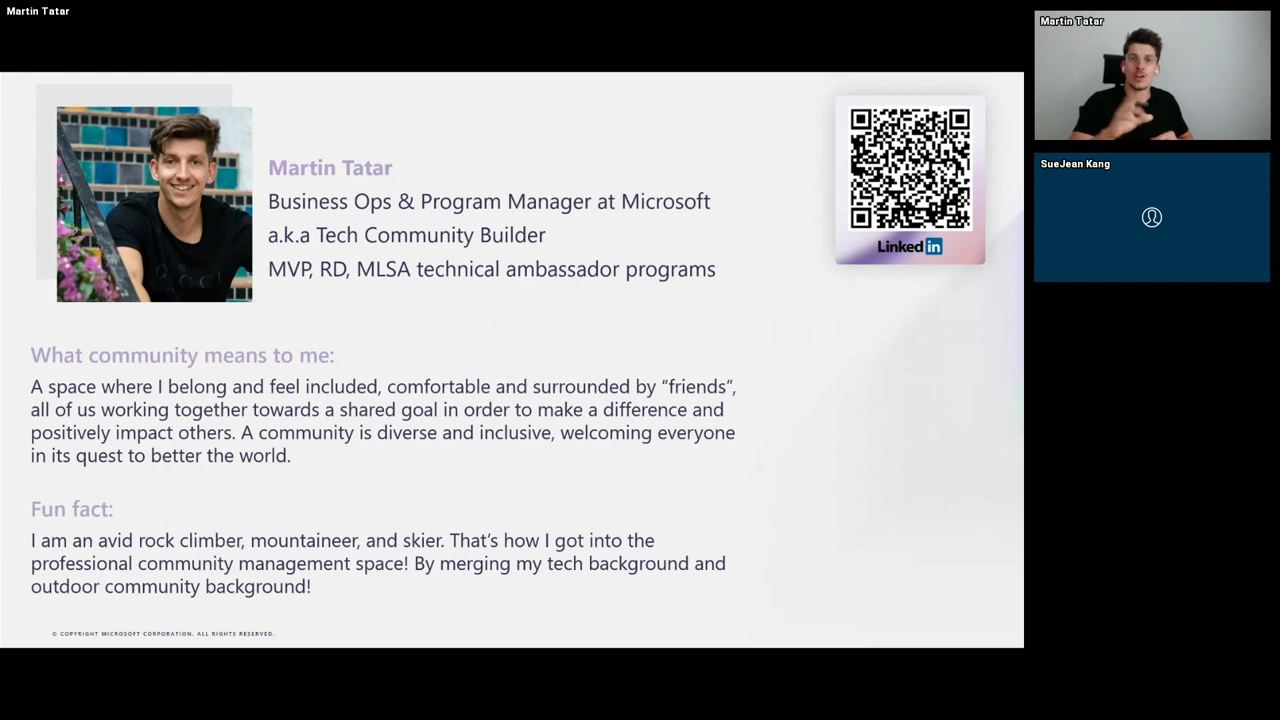 Martin Tatar
Martin Tatar
SueJean Kang
Martin Tatar
Business Ops & Program Manager at Microsoft
a.k.a Tech Community Builder
MVP, RD, MLSA technical ambassador programs
Linked in
What community means to me:
A space where I belong and feel included, comfortable and surrounded by “friends”,
all of us working together towards a shared goal in order to make a difference and
positively impact others. A community is diverse and inclusive, welcoming everyone
in its quest to better the world.
Fun fact:
I am an avid rock climber, mountaineer, and skier. That’s how I got into the
professional community management space! By merging my tech background and
outdoor community background!
© COPYRIGHT MICROSOFT CORPORATION. ALL RIGHTS RESERVED.